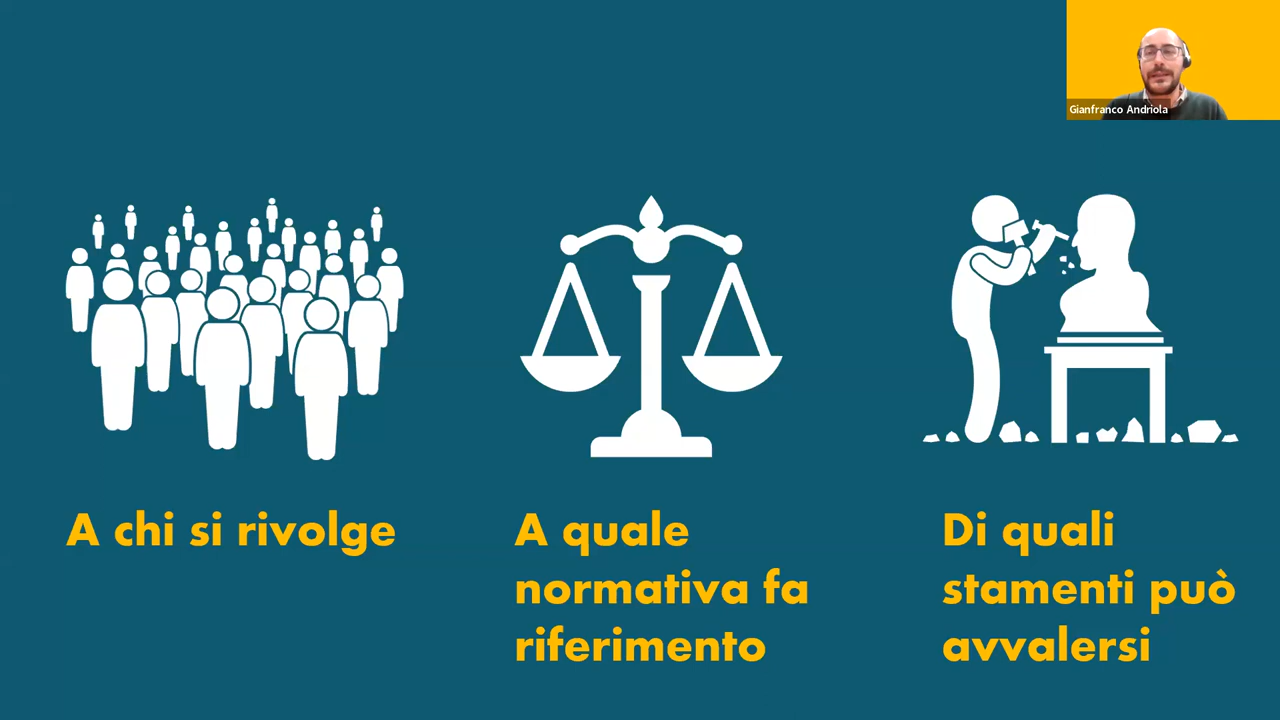 Gianfranco Andriola
A chi si rivolge
A quale
normativa fa
riferimento
Di quali
stamenti può
avvalersi